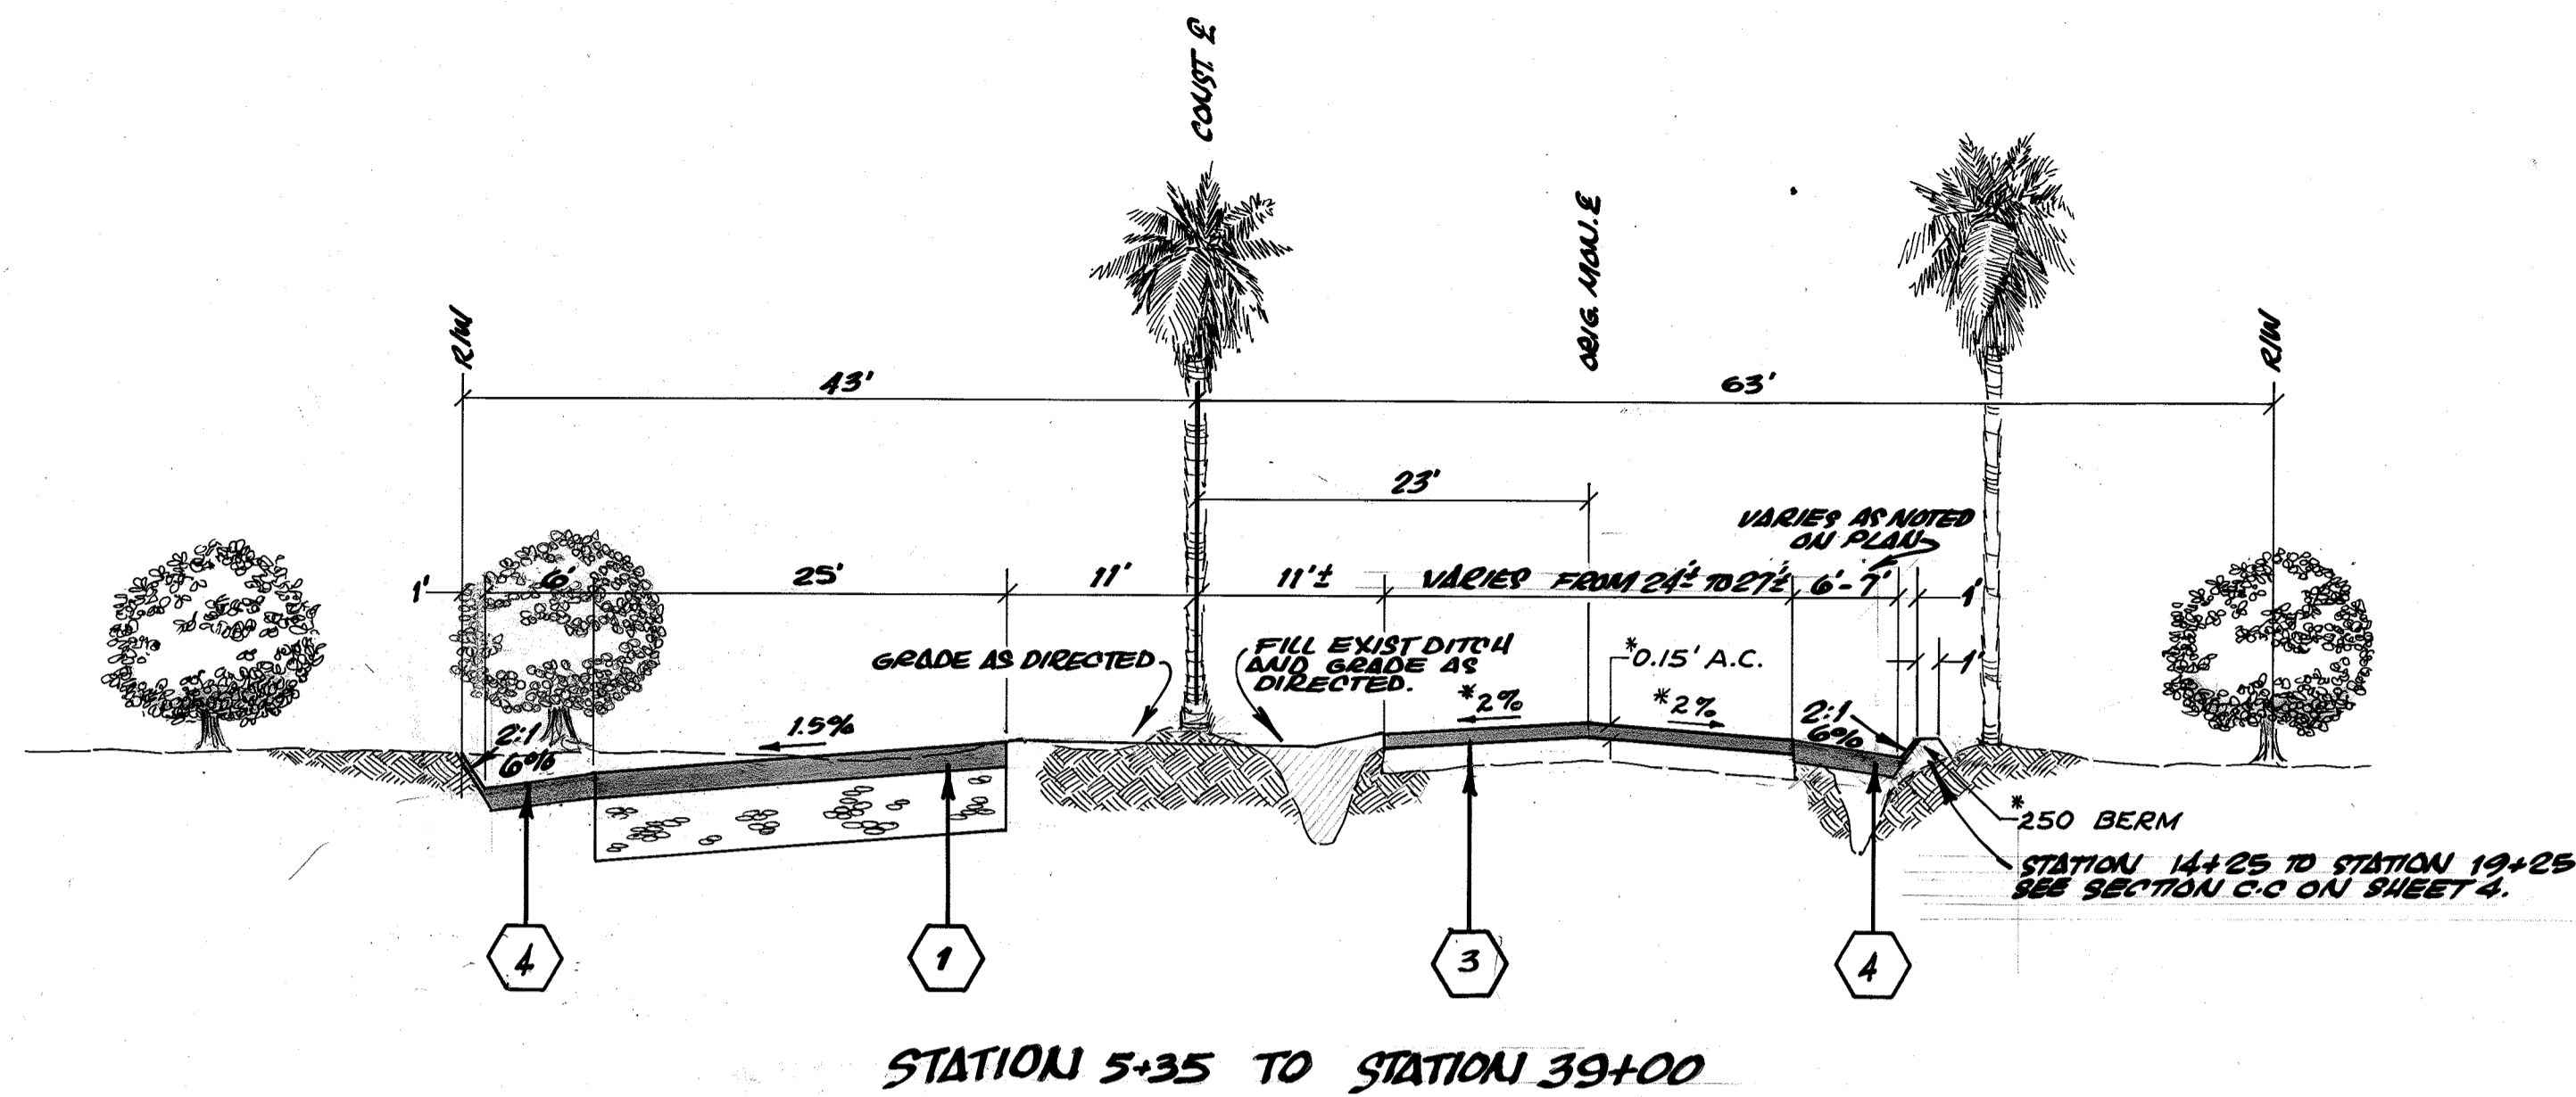 CONST. ℄
ORIG. MON. ℄
R/W
R/W
43'
63'
23'
VARIES AS NOTED
ON PLAN
1'
6'
25'
11'
11'±
VARIES FROM 24'± TO 27'±
6'-7'
1'
1'
GRADE AS DIRECTED
FILL EXIST DITCH
AND GRADE AS
DIRECTED.
*0.15' A.C.
*2%
*2%
2:1
6%
1.5%
2:1
6%
*
250 BERM
STATION 14+25 TO STATION 19+25
SEE SECTION C-C ON SHEET 4.
4
1
3
4
STATION 5+35 TO STATION 39+00